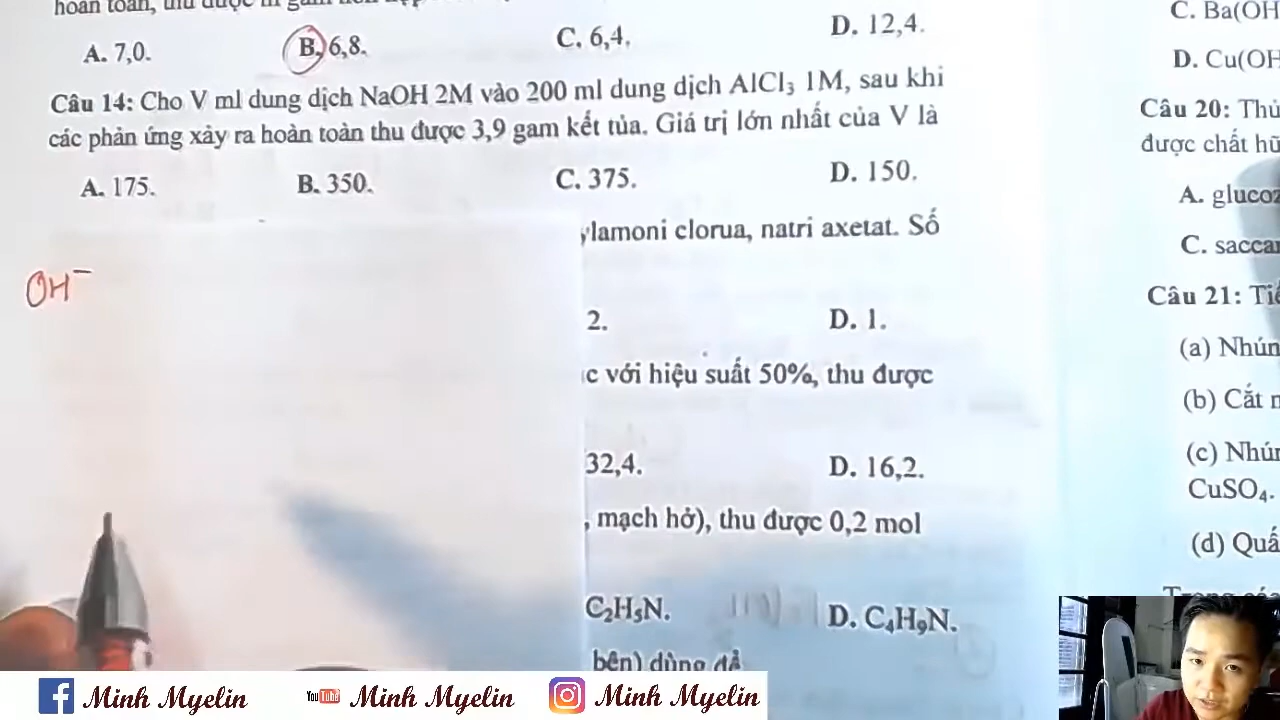 A. 7,0. B. 6,8. C. 6,4. D. 12,4.
Câu 14: Cho V ml dung dịch NaOH 2M vào 200 ml dung dịch AlCl₃ 1M, sau khi
các phản ứng xảy ra hoàn toàn thu được 3,9 gam kết tủa. Giá trị lớn nhất của V là
A. 175. B. 350. C. 375. D. 150.
ylamoni clorua, natri axetat. Số
OH⁻
2. D. 1.
c với hiệu suất 50%, thu được
32,4. D. 16,2.
, mạch hở), thu được 0,2 mol
C₂H₅N. D. C₄H₉N.
C. Ba(OH
D. Cu(OH
Câu 20: Thủ
được chất hữ
A. glucoz
C. saccar
Câu 21: Tiế
(a) Nhún
(b) Cắt
(c) Nhún
CuSO₄.
(d) Quấ
Minh Myelin
YouTube Minh Myelin
Minh Myelin